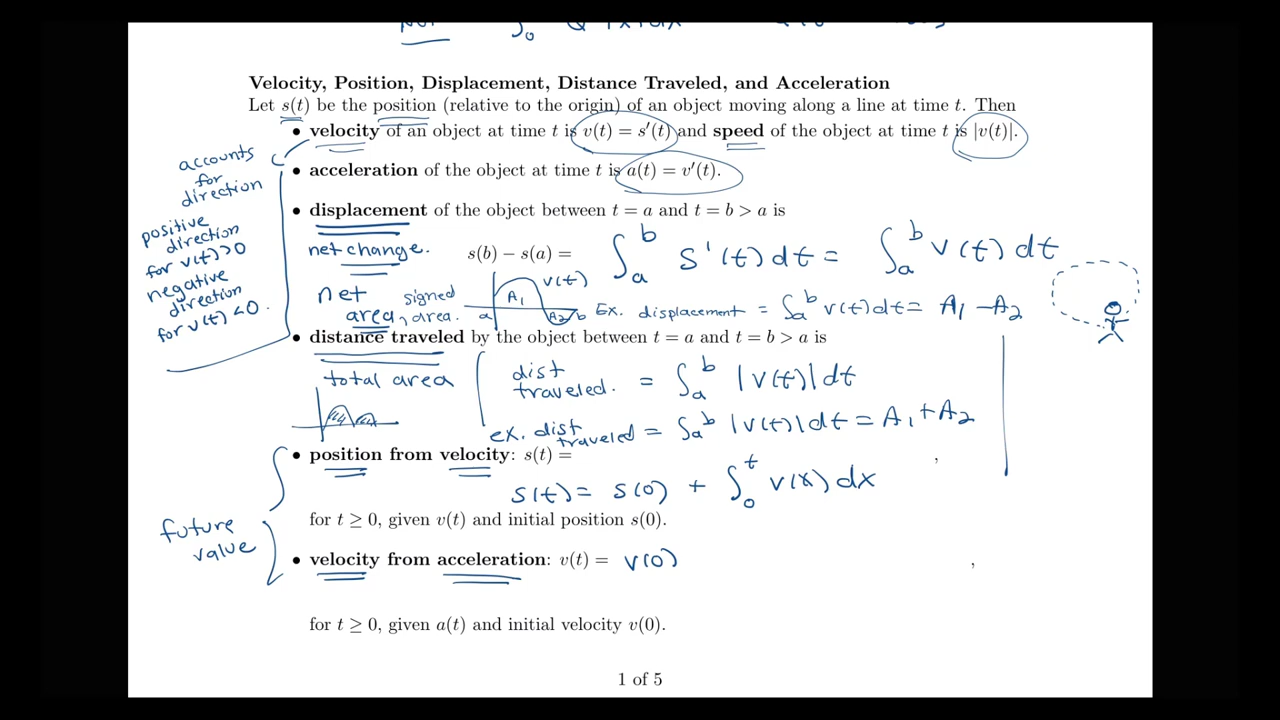 Velocity, Position, Displacement, Distance Traveled, and Acceleration
Let s(t) be the position (relative to the origin) of an object moving along a line at time t. Then
• velocity of an object at time t is v(t) = s′(t) and speed of the object at time t is |v(t)|.
accounts
for
direction
positive
direction
for v(t)>0
negative
direction
for v(t)<0.
• acceleration of the object at time t is a(t) = v′(t).
• displacement of the object between t = a and t = b > a is
net change. s(b) − s(a) = ∫_a^b s'(t) dt = ∫_a^b v(t) dt
net area, signed area.
v(t) A₁ A₂ a b
Ex. displacement = ∫_a^b v(t)dt = A₁ − A₂
• distance traveled by the object between t = a and t = b > a is
total area
dist traveled. = ∫_a^b |v(t)| dt
ex. dist traveled = ∫_a^b |v(t)| dt = A₁ + A₂
• position from velocity: s(t) =
s(t) = s(0) + ∫_0^t v(x) dx
for t ≥ 0, given v(t) and initial position s(0).
future
value
• velocity from acceleration: v(t) = v(0)
for t ≥ 0, given a(t) and initial velocity v(0).
1 of 5